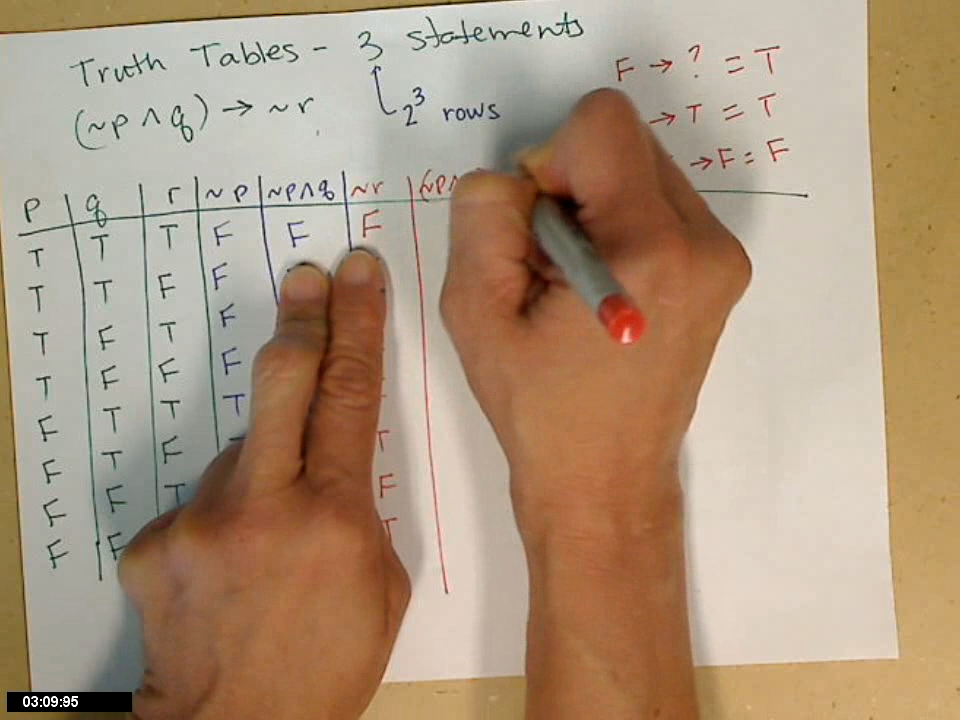 Truth Tables - 3 statements
(~p ∧ q) → ~r
2³ rows
F → ? = T
→ T = T
→ F = F
p q r ~p ~p∧q ~r (~p∧
T T T F F F
T T F F
T F T F
T F F F
F T T T
F T F T
F F T F
F F T
03:09:95